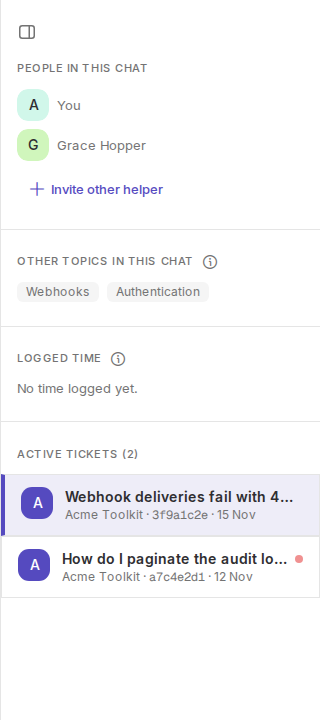 PEOPLE IN THIS CHAT
A You
G Grace Hopper
Invite other helper
OTHER TOPICS IN THIS CHAT
Webhooks Authentication
LOGGED TIME
No time logged yet.
ACTIVE TICKETS (2)
A Webhook deliveries fail with 4…
Acme Toolkit · 3f9a1c2e · 15 Nov
A How do I paginate the audit lo…
Acme Toolkit · a7c4e2d1 · 12 Nov